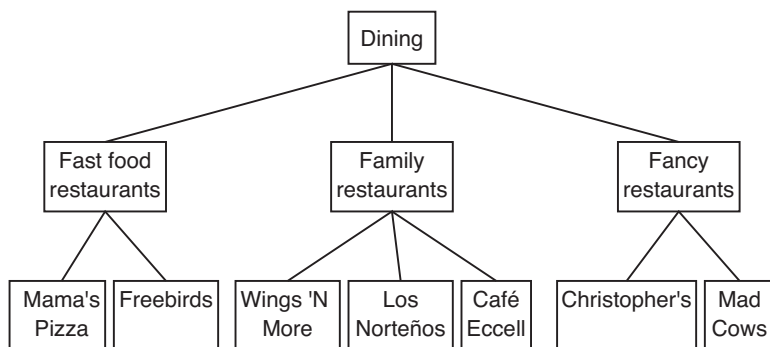 Dining
Fast food
restaurants
Family
restaurants
Fancy
restaurants
Mama's
Pizza
Freebirds
Wings 'N
More
Los
Norteños
Café
Eccell
Christopher's
Mad
Cows